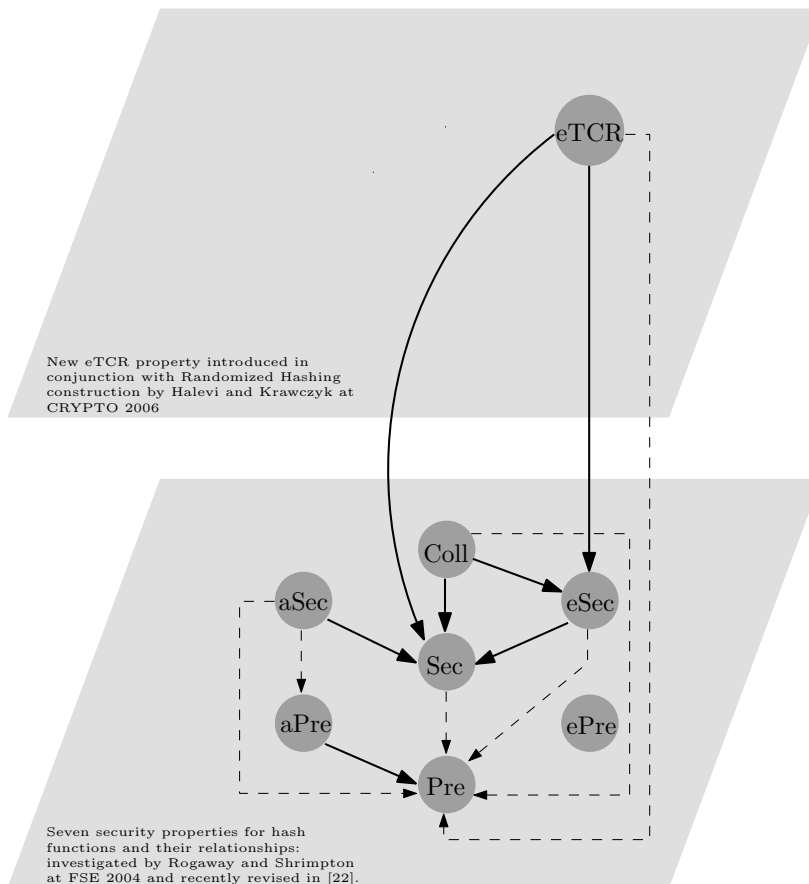 eTCR
New eTCR property introduced in
conjunction with Randomized Hashing
construction by Halevi and Krawczyk at
CRYPTO 2006
Coll
aSec
eSec
Sec
aPre
ePre
Pre
Seven security properties for hash
functions and their relationships:
investigated by Rogaway and Shrimpton
at FSE 2004 and recently revised in [22].